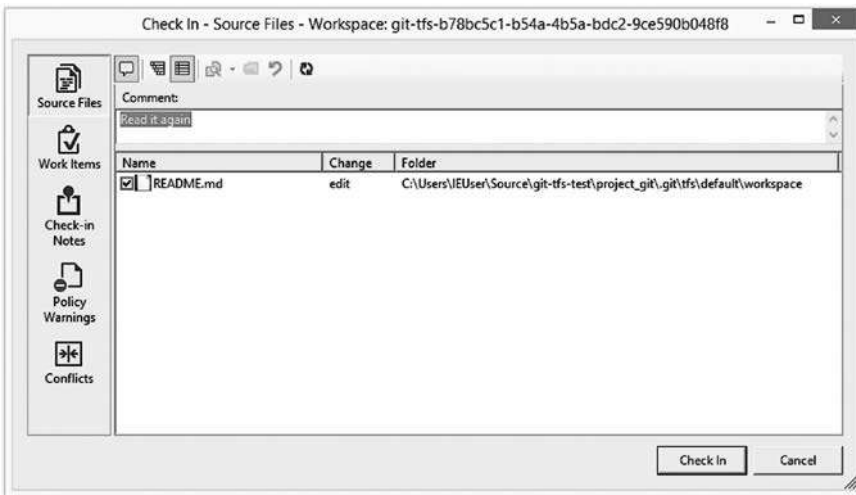 Check In - Source Files - Workspace: git-tfs-b78bc5c1-b54a-4b5a-bdc2-9ce590b048f8
Source Files
Work Items
Check-in
Notes
Policy
Warnings
Conflicts
Comment:
Read it again
Name Change Folder
README.md edit C:\Users\IEUser\Source\git-tfs-test\project_git\.git\tfs\default\workspace
Check In Cancel